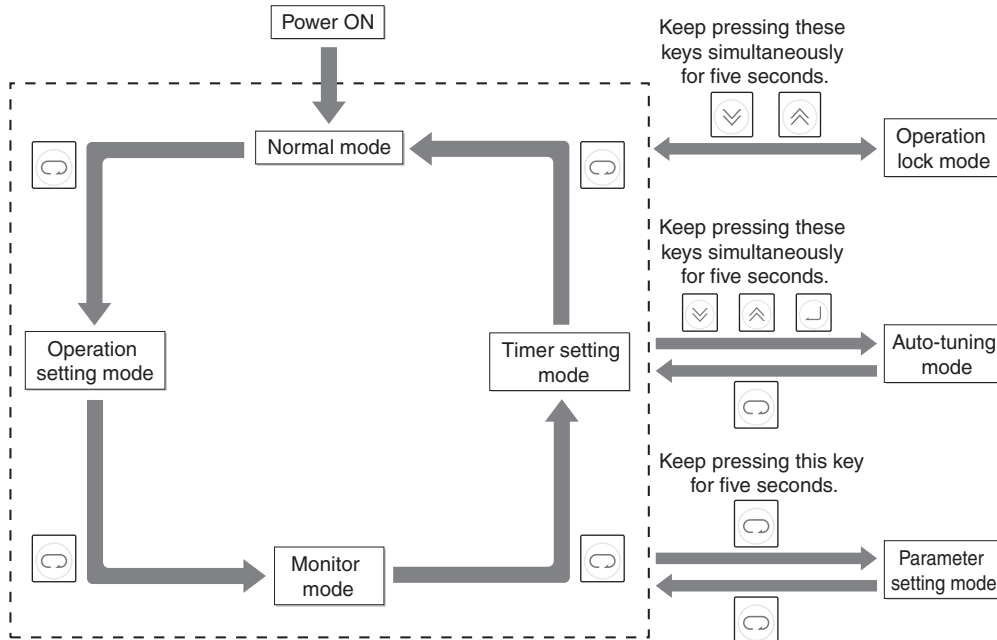 Power ON
Normal mode
Operation
setting mode
Monitor
mode
Timer setting
mode
Keep pressing these
keys simultaneously
for five seconds.
Operation
lock mode
Keep pressing these
keys simultaneously
for five seconds.
Auto-tuning
mode
Keep pressing this key
for five seconds.
Parameter
setting mode